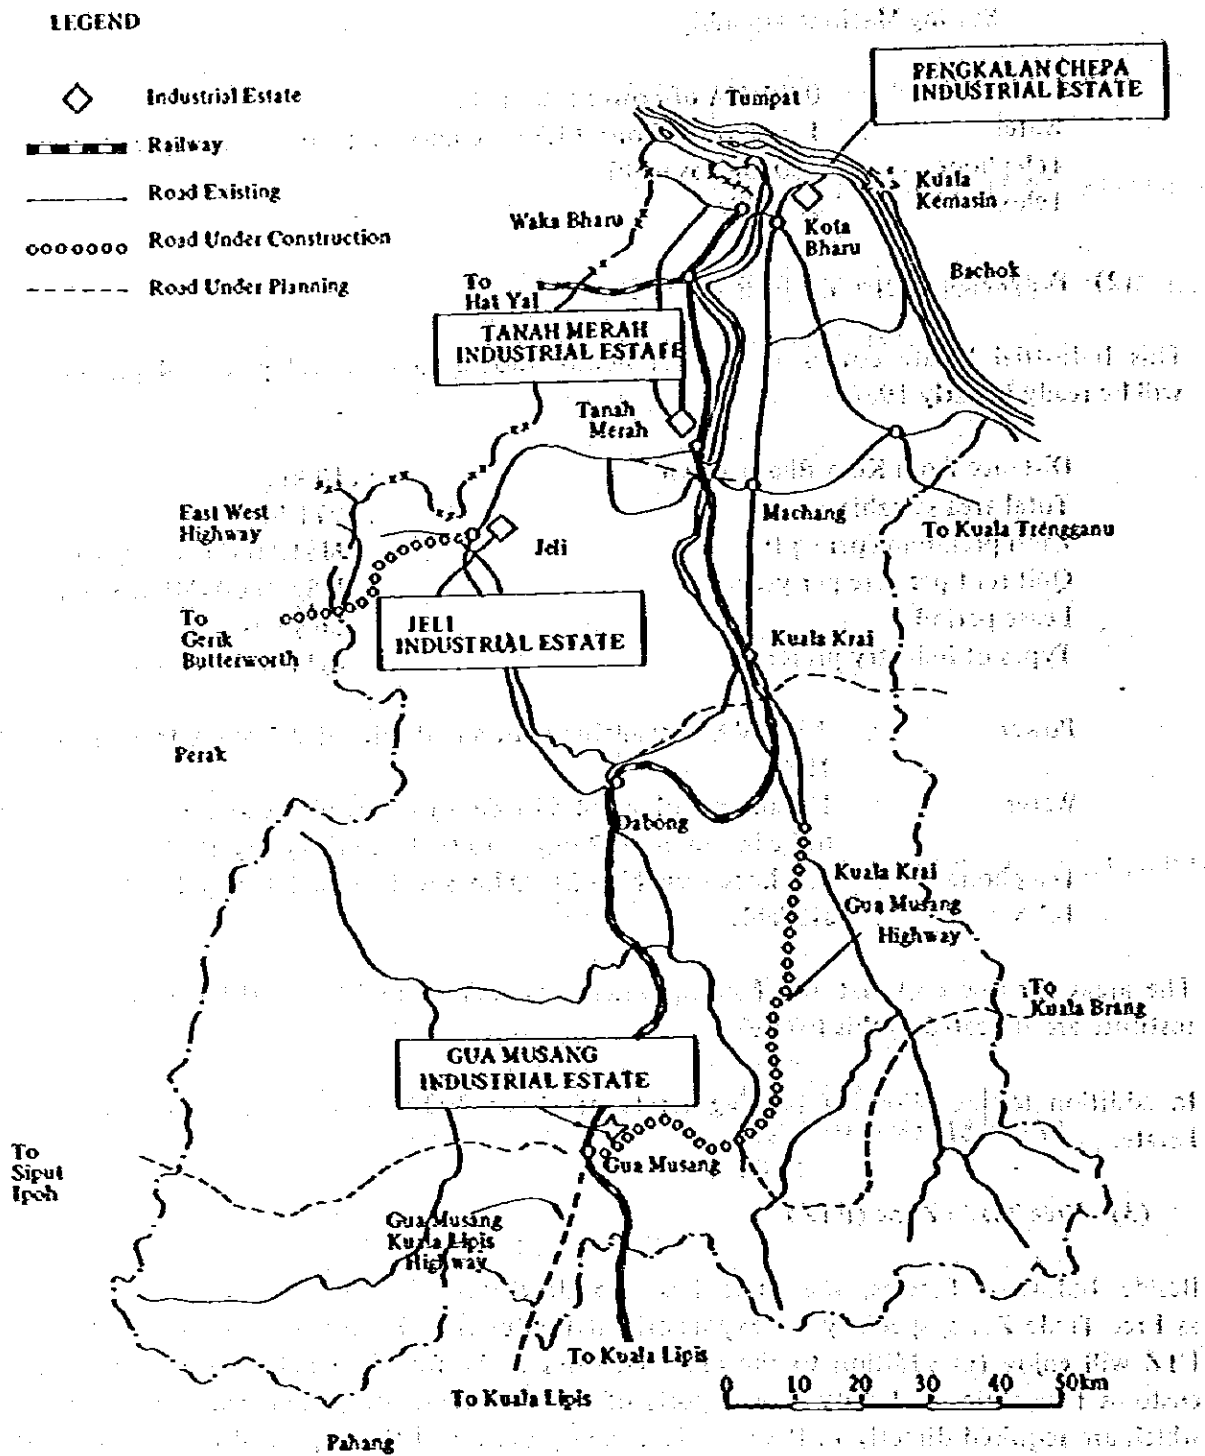 LEGEND
Industrial Estate
Railway
Road Existing
Road Under Construction
Road Under Planning
PENGKALAN CHEPA
INDUSTRIAL ESTATE
Tumpat
Kuala
Kemasin
Waka Bharu
Kota
Bharu
Bachok
To
Hat Yal
TANAH MERAH
INDUSTRIAL ESTATE
Tanah
Merah
East West
Highway
Jeli
Machang
To Kuala Trengganu
To
Gerik
Butterworth
JELI
INDUSTRIAL ESTATE
Kuala Krai
Perak
Dabong
Kuala Krai
Gua Musang
Highway
To
Kuala Brang
GUA MUSANG
INDUSTRIAL ESTATE
To
Siput
Ipoh
Gua Musang
Gua Musang
Kuala Lipis
Highway
To Kuala Lipis
To Kuala Lipis
0 10 20 30 40 50km
Pahang